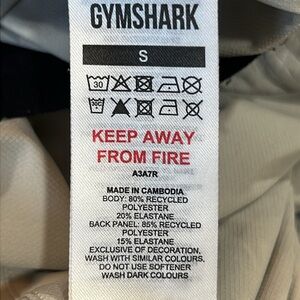 GYMSHARK
S
30
KEEP AWAY
FROM FIRE
A3A7R
MADE IN CAMBODIA
BODY: 80% RECYCLED
POLYESTER
20% ELASTANE
BACK PANEL: 85% RECYCLED
POLYESTER
15% ELASTANE
EXCLUSIVE OF DECORATION,
WASH WITH SIMILAR COLOURS,
DO NOT USE SOFTENER
WASH DARK COLOURS